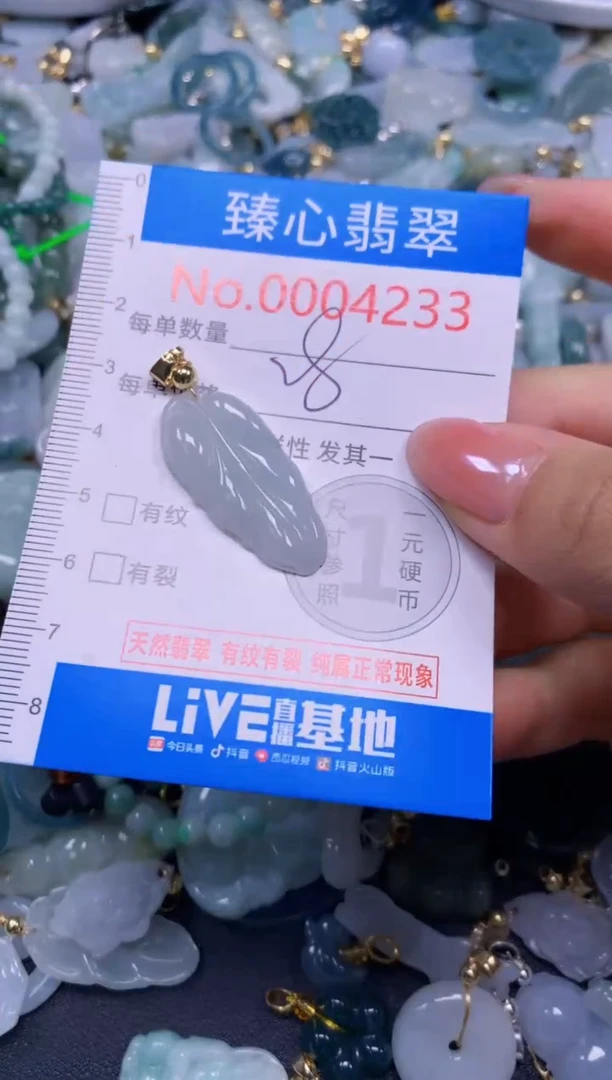 臻心翡翠
No.0004233
每单数量
每单
性 发其一
有纹
有裂
尺寸参照
1
一元硬币
天然翡翠 有纹有裂 纯属正常现象
LiVE直播基地
今日头条 抖音 西瓜视频 抖音火山版
0
1
2
3
4
5
6
7
8